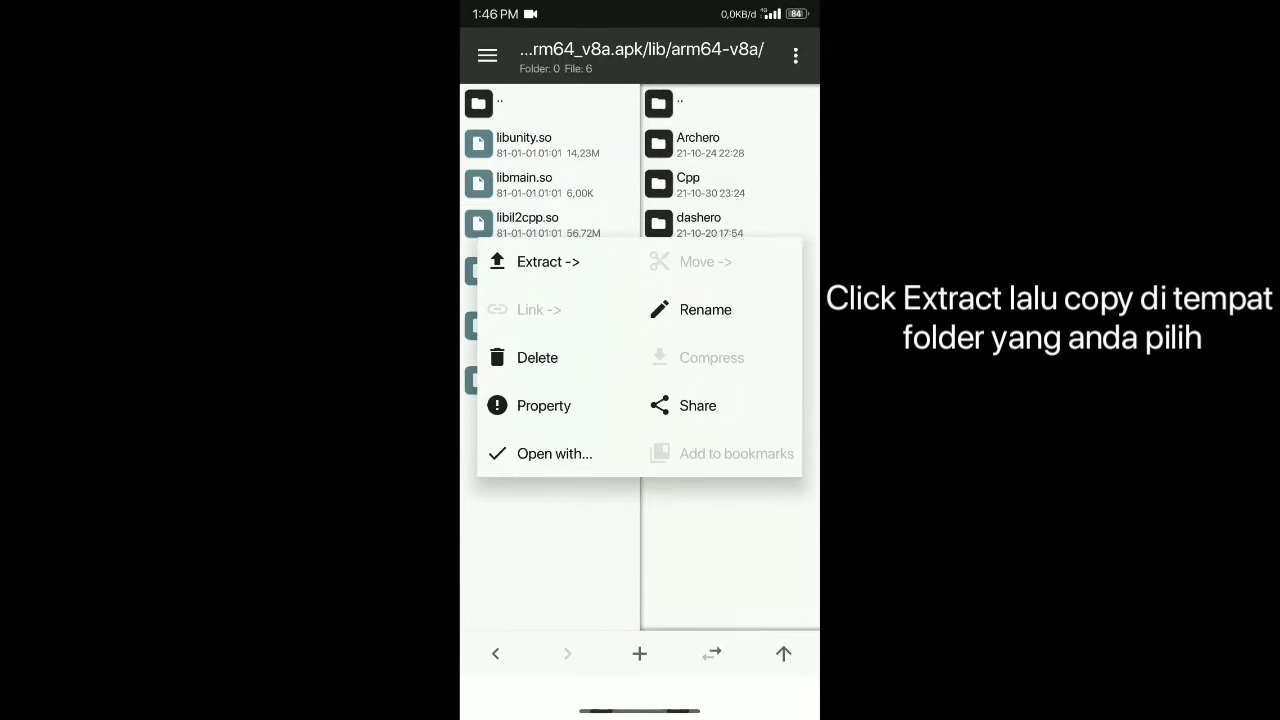 1:46 PM
0,0KB/d 4G 84
...rm64_v8a.apk/lib/arm64-v8a/
Folder: 0 File: 6
..
libunity.so
81-01-01 01:01 14,23M
libmain.so
81-01-01 01:01 6,00K
libil2cpp.so
81-01-01 01:01 56,72M
..
Archero
21-10-24 22:28
Cpp
21-10-30 23:24
dashero
21-10-20 17:54
Extract ->
Move ->
Link ->
Rename
Delete
Compress
Property
Share
Open with...
Add to bookmarks
Click Extract lalu copy di tempat
folder yang anda pilih